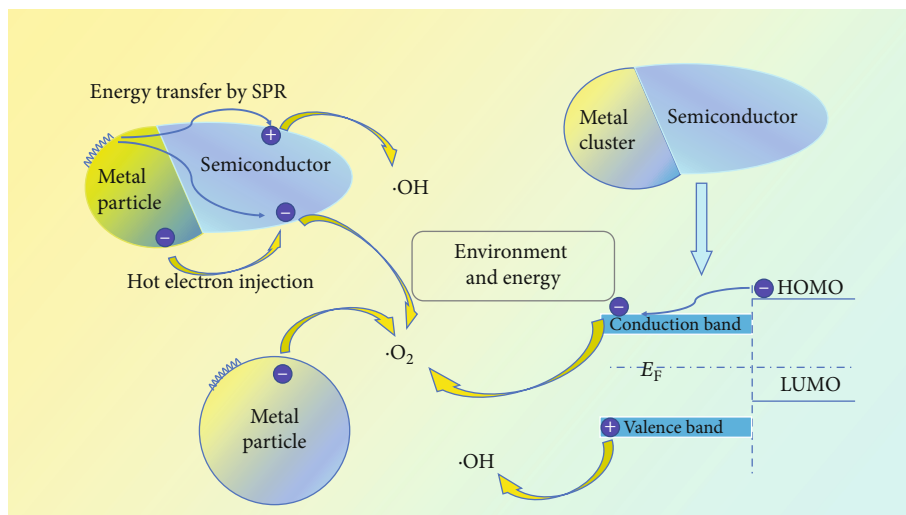 Energy transfer by SPR
Metal
particle
Semiconductor
+
−
−
·OH
Hot electron injection
Metal
cluster
Semiconductor
Environment
and energy
−
HOMO
−
Conduction band
·O2
EF
LUMO
−
Metal
particle
+
Valence band
·OH